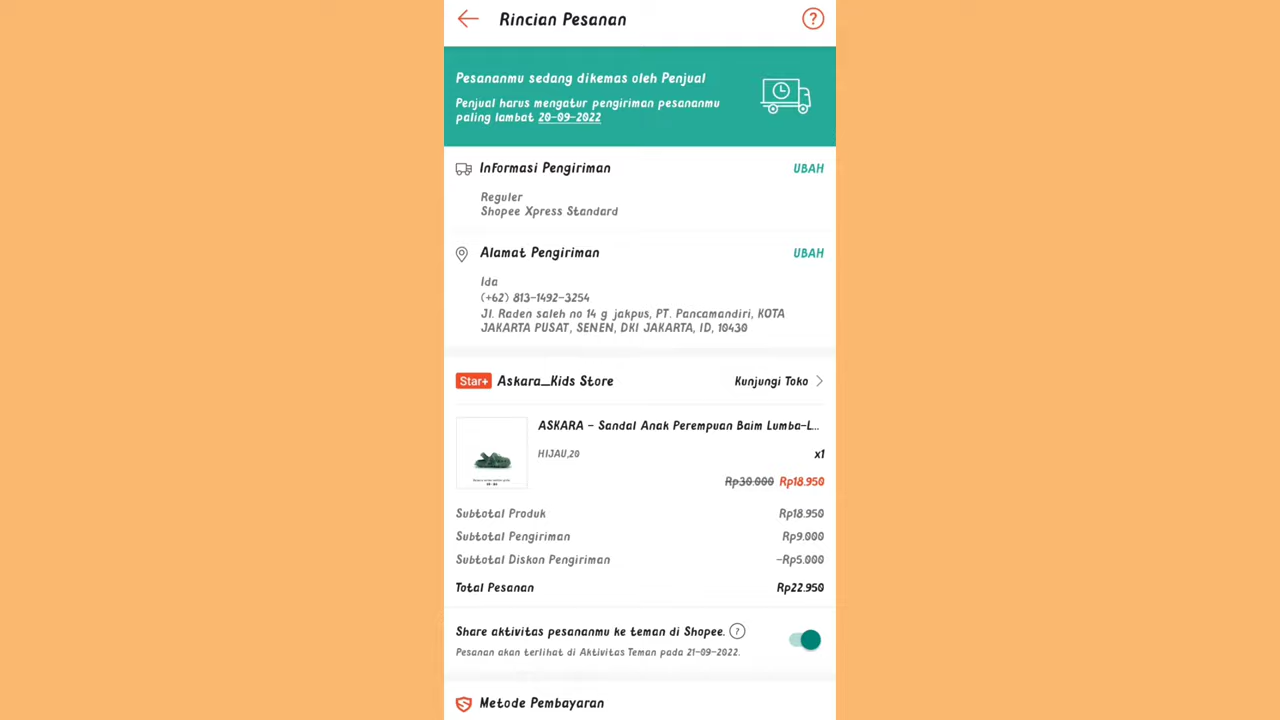 Rincian Pesanan
?
Pesananmu sedang dikemas oleh Penjual
Penjual harus mengatur pengiriman pesananmu
paling lambat 20-09-2022
Informasi Pengiriman UBAH
Reguler
Shopee Xpress Standard
Alamat Pengiriman UBAH
Ida
(+62) 813-1492-3254
Jl. Raden saleh no 14 g jakpus, PT. Pancamandiri, KOTA
JAKARTA PUSAT, SENEN, DKI JAKARTA, ID, 10430
Star+ Askara_Kids Store Kunjungi Toko
ASKARA - Sandal Anak Perempuan Baim Lumba-L...
HIJAU,20 x1
Rp30.000 Rp18.950
Subtotal Produk Rp18.950
Subtotal Pengiriman Rp9.000
Subtotal Diskon Pengiriman -Rp5.000
Total Pesanan Rp22.950
Share aktivitas pesananmu ke teman di Shopee. ?
Pesanan akan terlihat di Aktivitas Teman pada 21-09-2022.
Metode Pembayaran